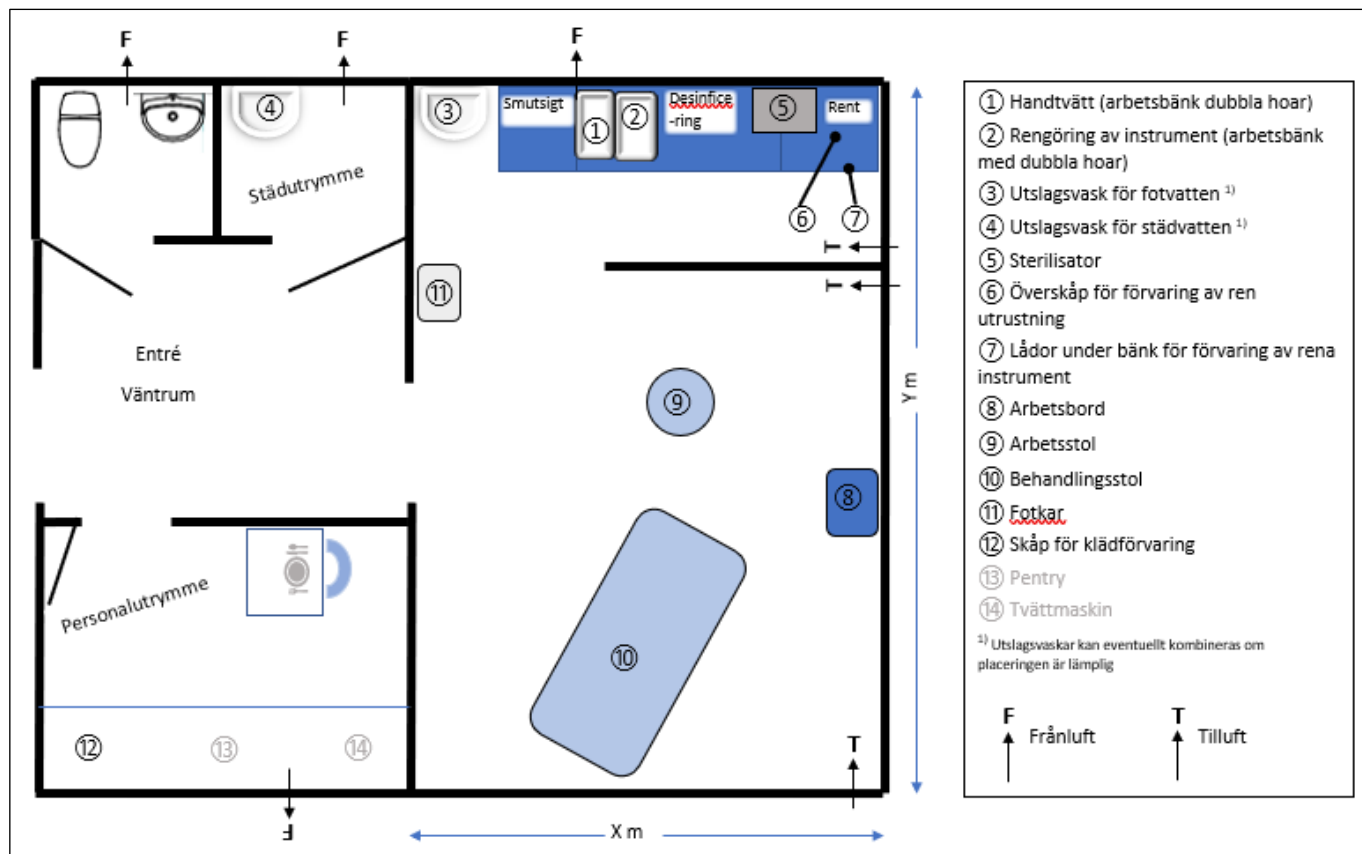 F
F
F
④
③
Smutsigt
①
②
Desinfice
-ring
⑤
Rent
Städutrymme
⑥
⑦
T
T
⑪
Entré
Väntrum
⑨
Y m
⑧
Personalutrymme
⑩
⑫
⑬
⑭
T
F
X m
① Handtvätt (arbetsbänk dubbla hoar)
② Rengöring av instrument (arbetsbänk
med dubbla hoar)
③ Utslagsvask för fotvatten 1)
④ Utslagsvask för städvatten 1)
⑤ Sterilisator
⑥ Överskåp för förvaring av ren
utrustning
⑦ Lådor under bänk för förvaring av rena
instrument
⑧ Arbetsbord
⑨ Arbetsstol
⑩ Behandlingsstol
⑪ Fotkar
⑫ Skåp för klädförvaring
⑬ Pentry
⑭ Tvättmaskin
1) Utslagsvaskar kan eventuellt kombineras om
placeringen är lämplig
F Frånluft
T Tilluft